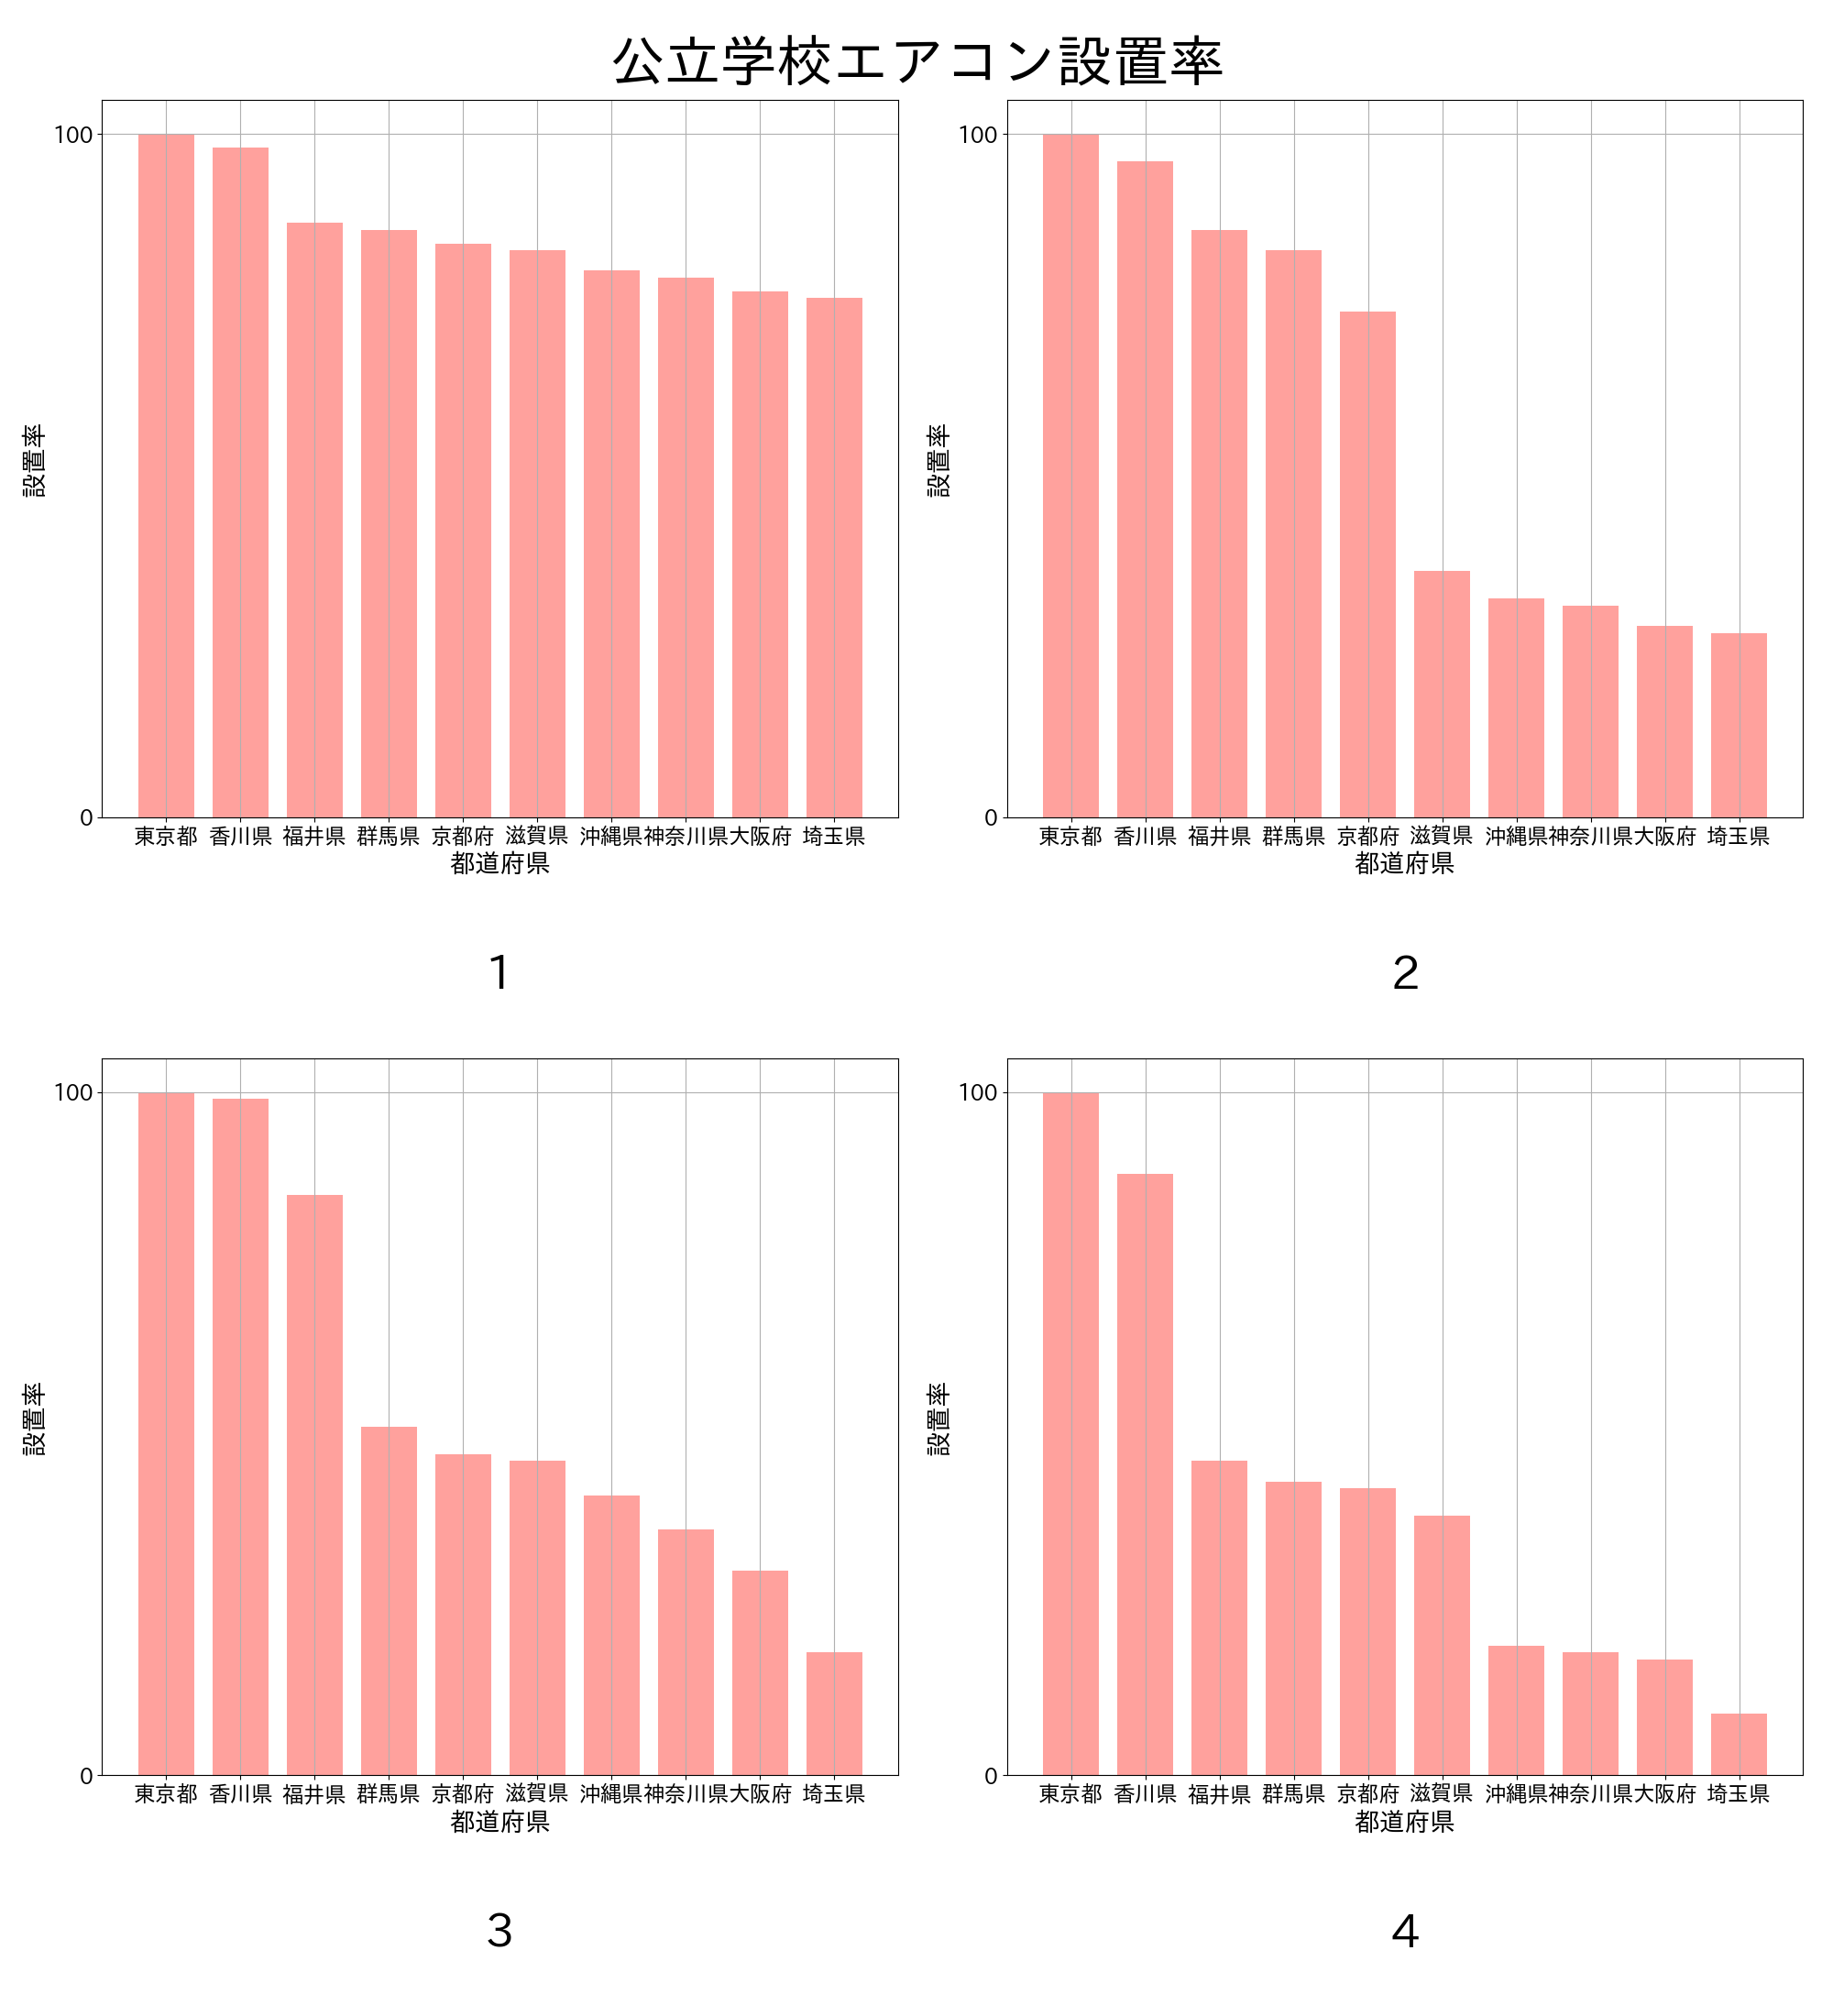 公立学校エアコン設置率
100
設置率
0
東京都 香川県 福井県 群馬県 京都府 滋賀県 沖縄県 神奈川県 大阪府 埼玉県
都道府県
1
100
設置率
0
東京都 香川県 福井県 群馬県 京都府 滋賀県 沖縄県 神奈川県 大阪府 埼玉県
都道府県
2
100
設置率
0
東京都 香川県 福井県 群馬県 京都府 滋賀県 沖縄県 神奈川県 大阪府 埼玉県
都道府県
3
100
設置率
0
東京都 香川県 福井県 群馬県 京都府 滋賀県 沖縄県 神奈川県 大阪府 埼玉県
都道府県
4